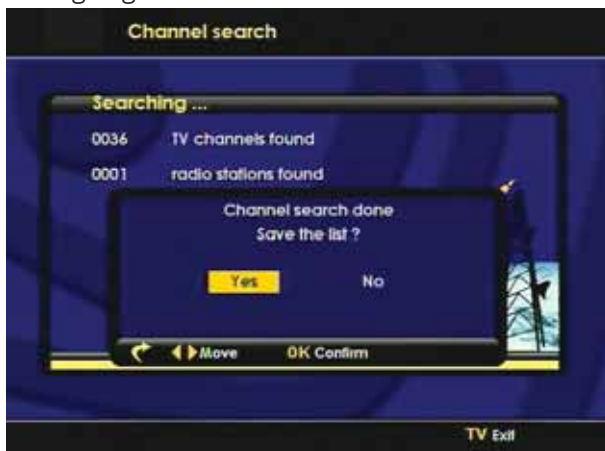 Channel search
Searching ...
0036 TV channels found
0001 radio stations found
Channel search done
Save the list ?
Yes No
Move OK Confirm
TV Exit